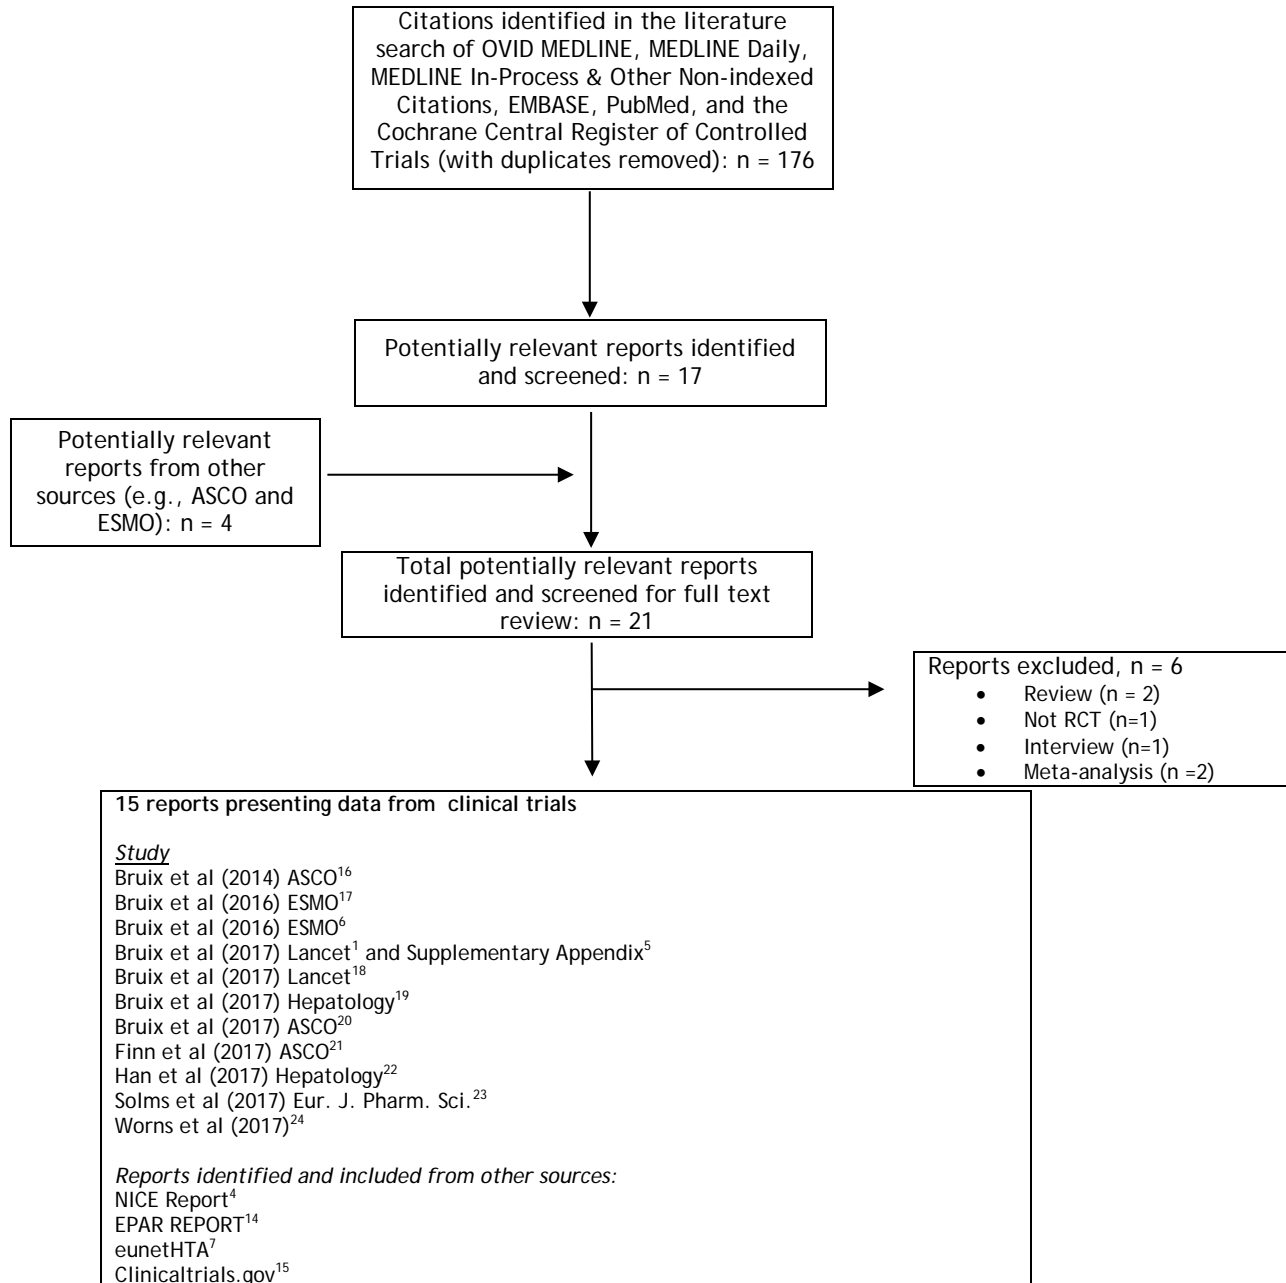 Citations identified in the literature
search of OVID MEDLINE, MEDLINE Daily,
MEDLINE In-Process & Other Non-indexed
Citations, EMBASE, PubMed, and the
Cochrane Central Register of Controlled
Trials (with duplicates removed): n = 176
Potentially relevant reports identified
and screened: n = 17
Potentially relevant
reports from other
sources (e.g., ASCO and
ESMO): n = 4
Total potentially relevant reports
identified and screened for full text
review: n = 21
Reports excluded, n = 6
• Review (n = 2)
• Not RCT (n=1)
• Interview (n=1)
• Meta-analysis (n =2)
15 reports presenting data from clinical trials
Study
Bruix et al (2014) ASCO16
Bruix et al (2016) ESMO17
Bruix et al (2016) ESMO6
Bruix et al (2017) Lancet1 and Supplementary Appendix5
Bruix et al (2017) Lancet18
Bruix et al (2017) Hepatology19
Bruix et al (2017) ASCO20
Finn et al (2017) ASCO21
Han et al (2017) Hepatology22
Solms et al (2017) Eur. J. Pharm. Sci.23
Worns et al (2017)24
Reports identified and included from other sources:
NICE Report4
EPAR REPORT14
eunetHTA7
Clinicaltrials.gov15